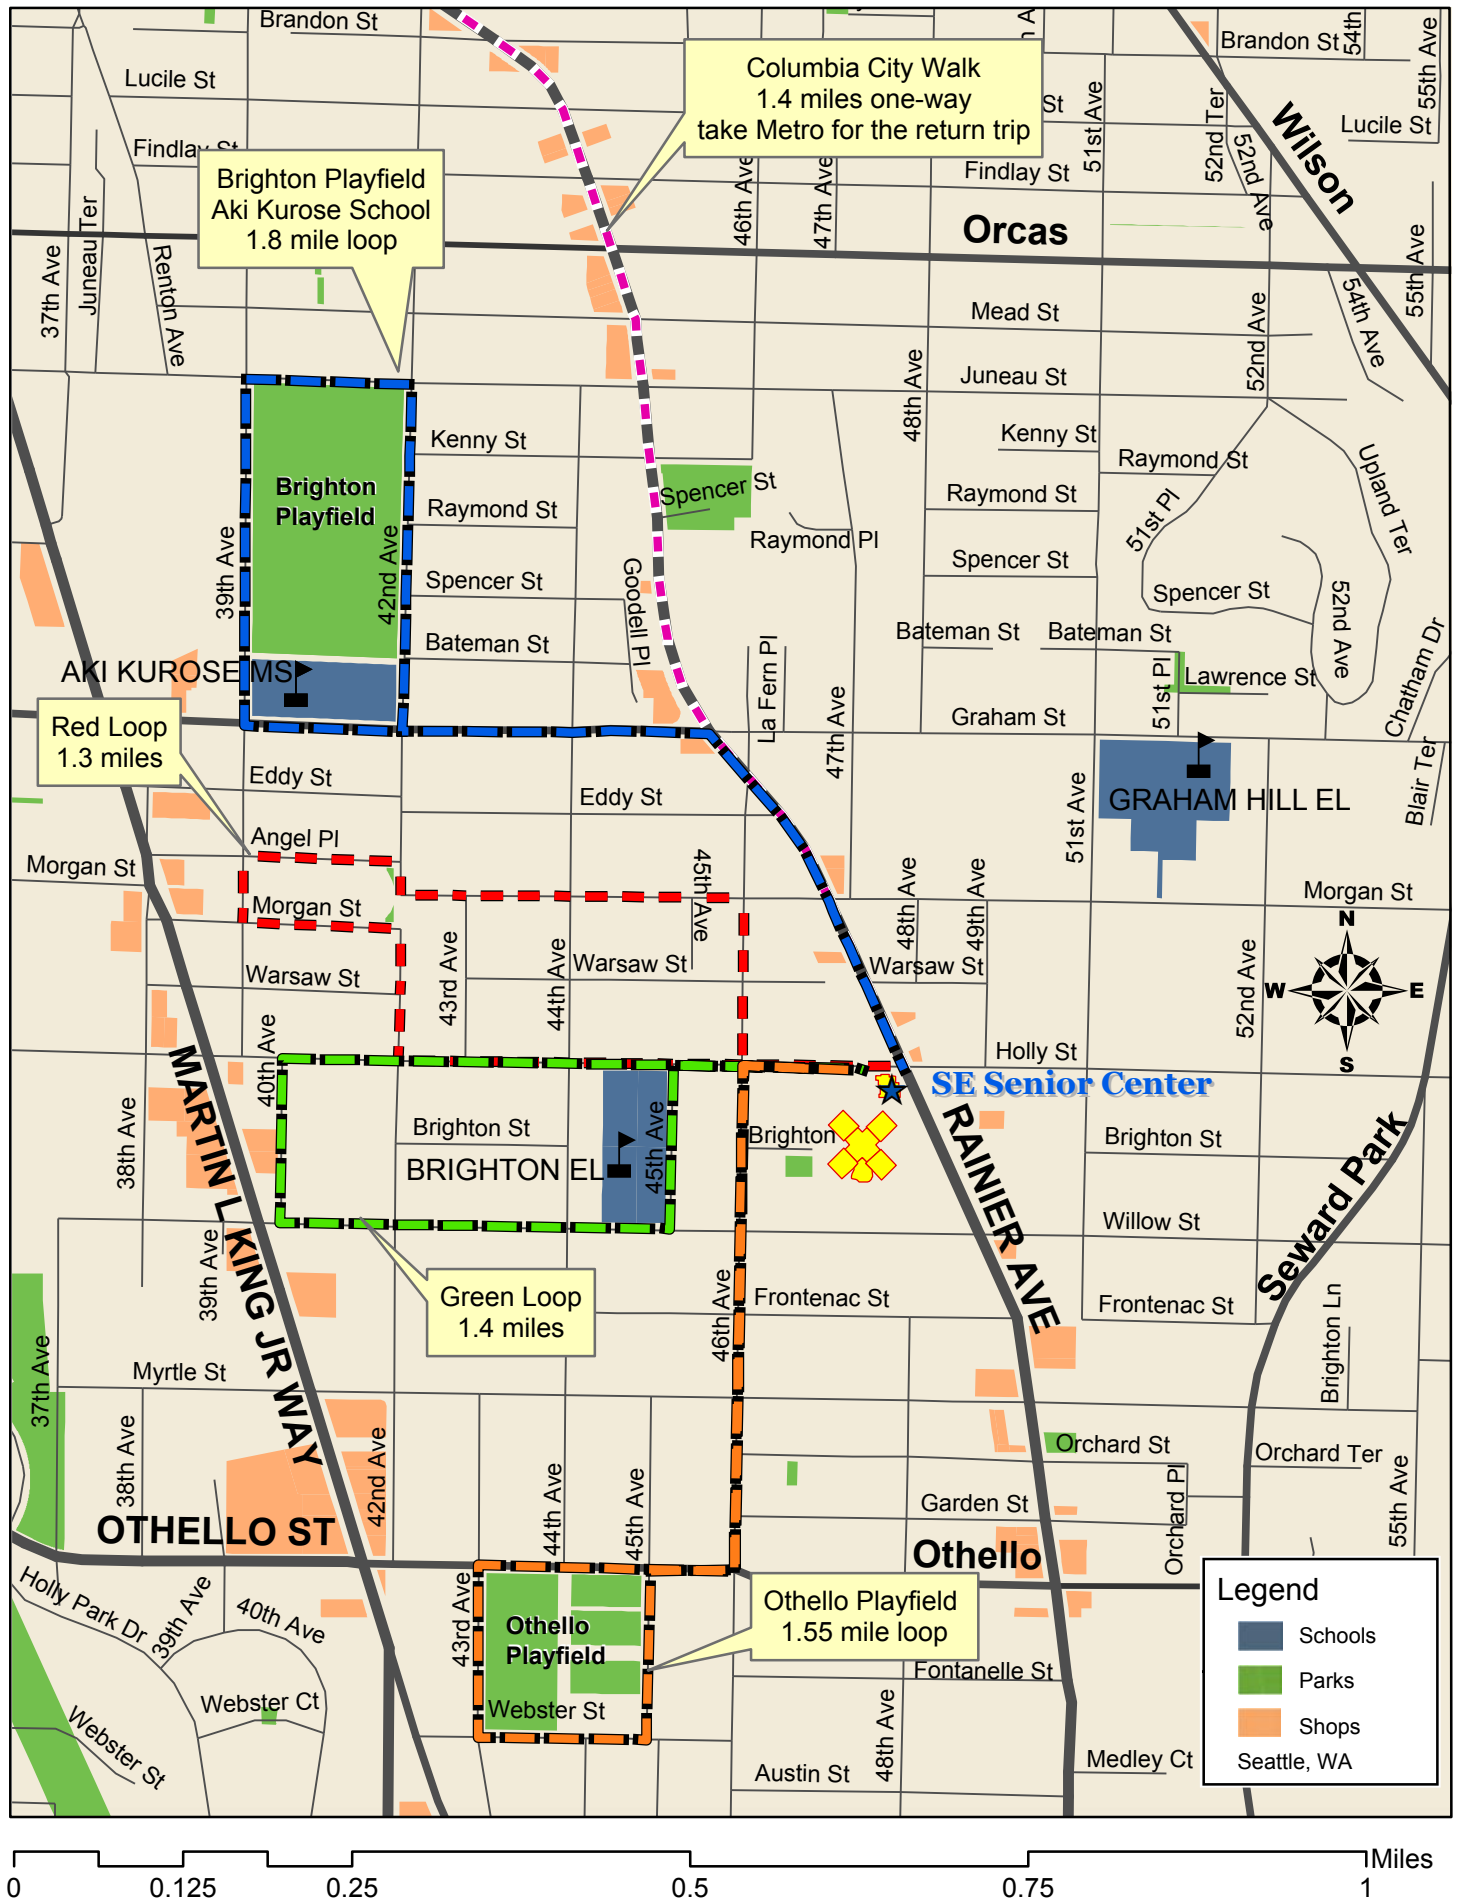 Brandon St
Brandon St
54th
55th Ave
Lucile St
Columbia City Walk
1.4 miles one-way
take Metro for the return trip
St
51st Ave
52nd Ter
52nd Ave
Wilson
Lucile St
Findlay St
Brighton Playfield
Aki Kurose School
1.8 mile loop
46th Ave
47th Ave
Findlay St
Orcas
37th Ave
Juneau Ter
Renton Ave
Mead St
52nd Ave
54th Ave
55th Ave
48th Ave
Juneau St
Kenny St
Kenny St
Raymond St
Upland Ter
Brighton
Playfield
Spencer St
Raymond St
Raymond St
51st Pl
Raymond Pl
39th Ave
42nd Ave
Spencer St
Goodell Pl
Spencer St
Spencer St
52nd Ave
Bateman St
Bateman St
Bateman St
Chatham Dr
AKI KUROSE MS
La Fern Pl
47th Ave
51st Pl
Lawrence St
Graham St
Red Loop
1.3 miles
Eddy St
Eddy St
51st Ave
GRAHAM HILL EL
Blair Ter
Angel Pl
Morgan St
45th Ave
48th Ave
49th Ave
Morgan St
Morgan St
N
W
E
S
Warsaw St
43rd Ave
44th Ave
Warsaw St
Warsaw St
52nd Ave
40th Ave
Holly St
SE Senior Center
MARTIN L KING JR WAY
38th Ave
Brighton St
BRIGHTON EL
45th Ave
Brighton
RAINIER AVE
Brighton St
Seward Park
Willow St
39th Ave
Green Loop
1.4 miles
46th Ave
Frontenac St
Frontenac St
Brighton Ln
37th Ave
Myrtle St
38th Ave
42nd Ave
44th Ave
45th Ave
Orchard St
Orchard Ter
Orchard Pl
55th Ave
Garden St
OTHELLO ST
Othello
Holly Park Dr
39th Ave
40th Ave
43rd Ave
Othello
Playfield
Othello Playfield
1.55 mile loop
Fontanelle St
Webster Ct
Webster St
Webster St
48th Ave
Austin St
Medley Ct
Legend
Schools
Parks
Shops
Seattle, WA
Miles
0
0.125
0.25
0.5
0.75
1